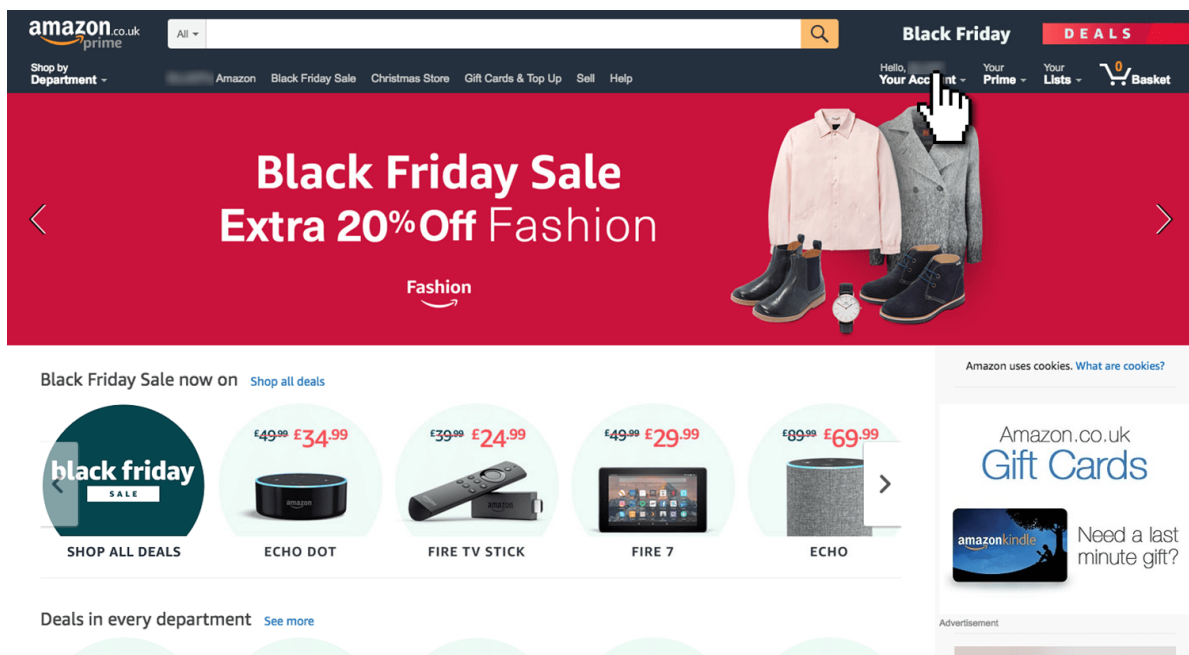 amazon.co.uk
prime
All
Black Friday
DEALS
Shop by
Department
Amazon
Black Friday Sale
Christmas Store
Gift Cards & Top Up
Sell
Help
Hello,
Your Account
Your
Prime
Your
Lists
0
Basket
Black Friday Sale
Extra 20% Off Fashion
Fashion
Black Friday Sale now on Shop all deals
black friday
SALE
SHOP ALL DEALS
£49.99 £34.99
amazon
ECHO DOT
£39.99 £24.99
amazon
FIRE TV STICK
£49.99 £29.99
FIRE 7
£89.99 £69.99
ECHO
Deals in every department See more
Amazon uses cookies. What are cookies?
Amazon.co.uk
Gift Cards
amazonkindle
Need a last
minute gift?
Advertisement